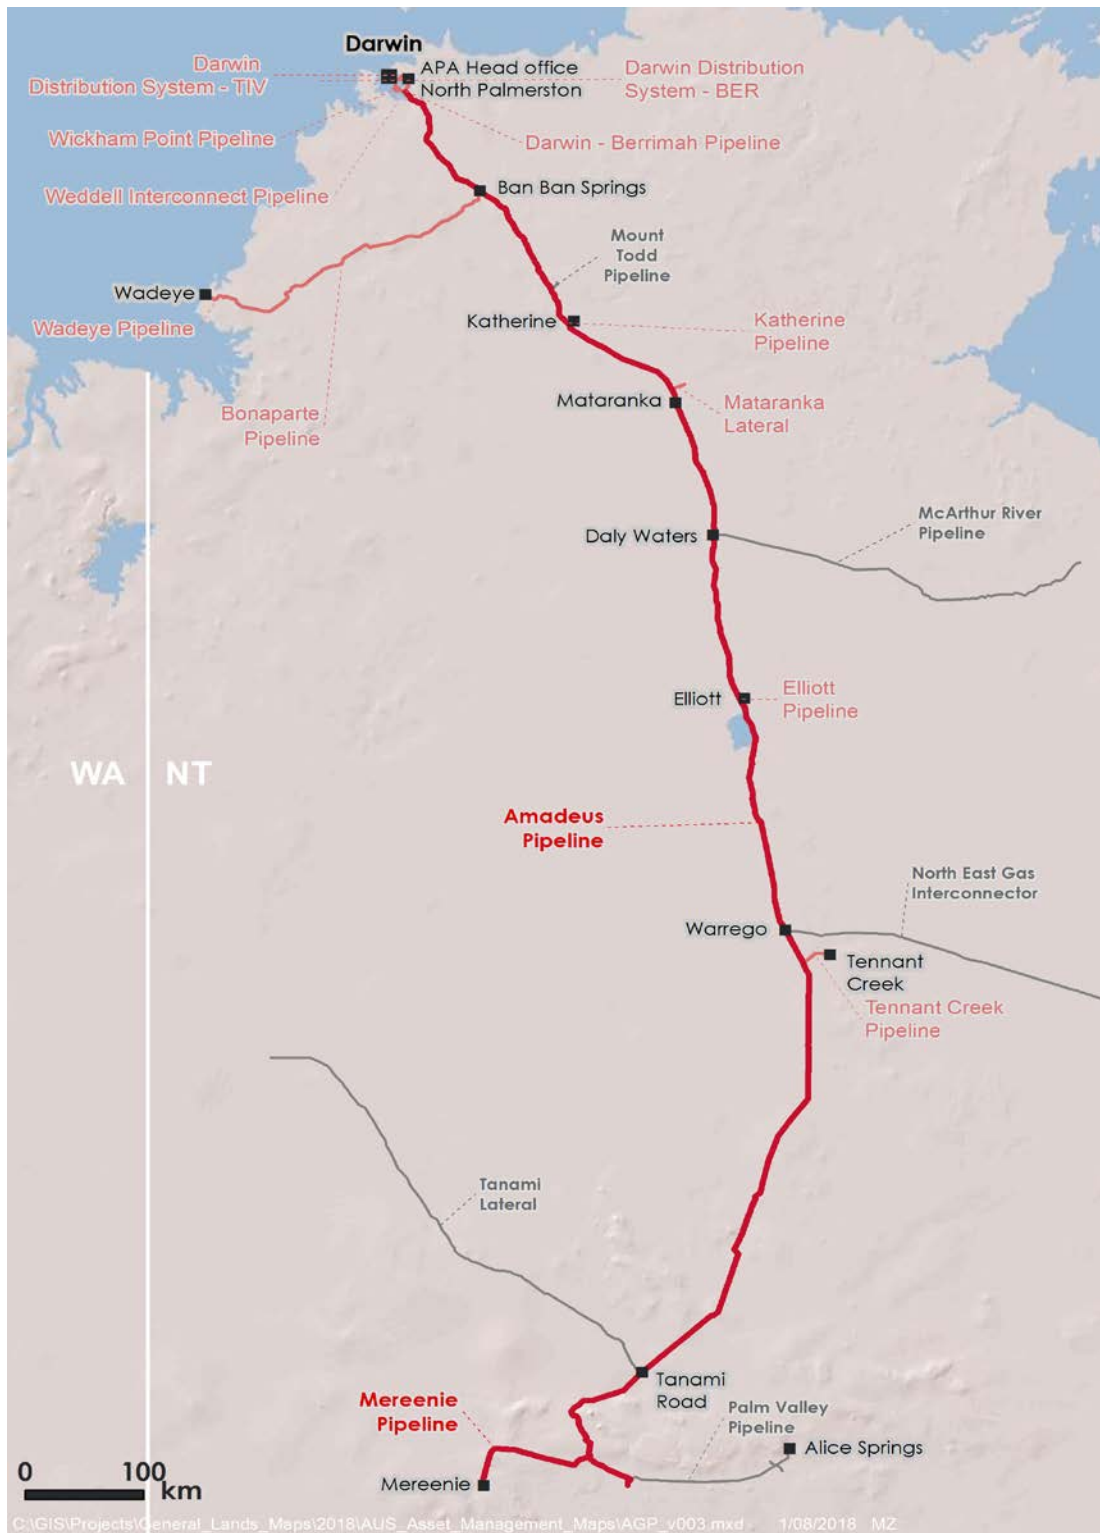 Darwin
Darwin
Distribution System - TIV
APA Head office
North Palmerston
Darwin Distribution
System - BER
Wickham Point Pipeline
Darwin - Berrimah Pipeline
Weddell Interconnect Pipeline
Ban Ban Springs
Mount
Todd
Pipeline
Wadeye
Wadeye Pipeline
Katherine
Katherine
Pipeline
Bonaparte
Pipeline
Mataranka
Mataranka
Lateral
McArthur River
Pipeline
Daly Waters
Elliott
Elliott
Pipeline
WA
NT
Amadeus
Pipeline
North East Gas
Interconnector
Warrego
Tennant
Creek
Tennant Creek
Pipeline
Tanami
Lateral
Tanami
Road
Mereenie
Pipeline
Palm Valley
Pipeline
Alice Springs
Mereenie
0 100
km
C:\GIS\Projects\General_Lands_Maps\2018\AUS_Asset_Management_Maps\AGP_v003.mxd 1/08/2018 MZ